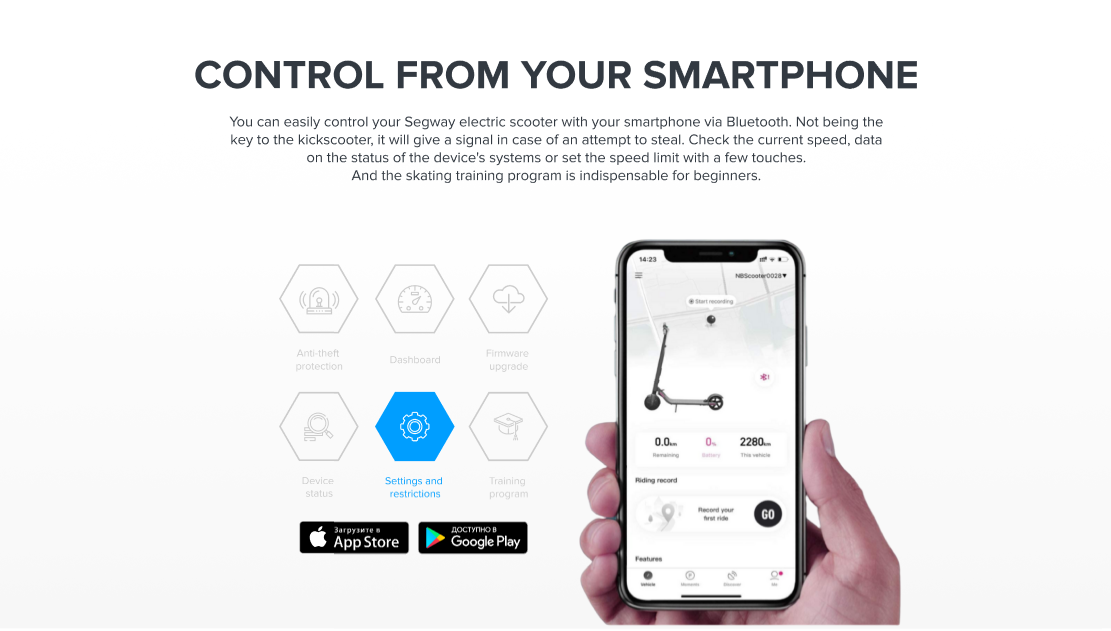 CONTROL FROM YOUR SMARTPHONE
You can easily control your Segway electric scooter with your smartphone via Bluetooth. Not being the
key to the kickscooter, it will give a signal in case of an attempt to steal. Check the current speed, data
on the status of the device's systems or set the speed limit with a few touches.
And the skating training program is indispensable for beginners.
Anti-theft
protection
Dashboard
Firmware
upgrade
Device
status
Settings and
restrictions
Training
program
Загрузите в
App Store
ДОСТУПНО В
Google Play
14:23
NBScooter0028▼
Start recording
0.0km
0%
2280km
Remaining
Battery
This vehicle
Riding record
Record your
first ride
GO
Features
Vehicle
Moments
Discover
Me